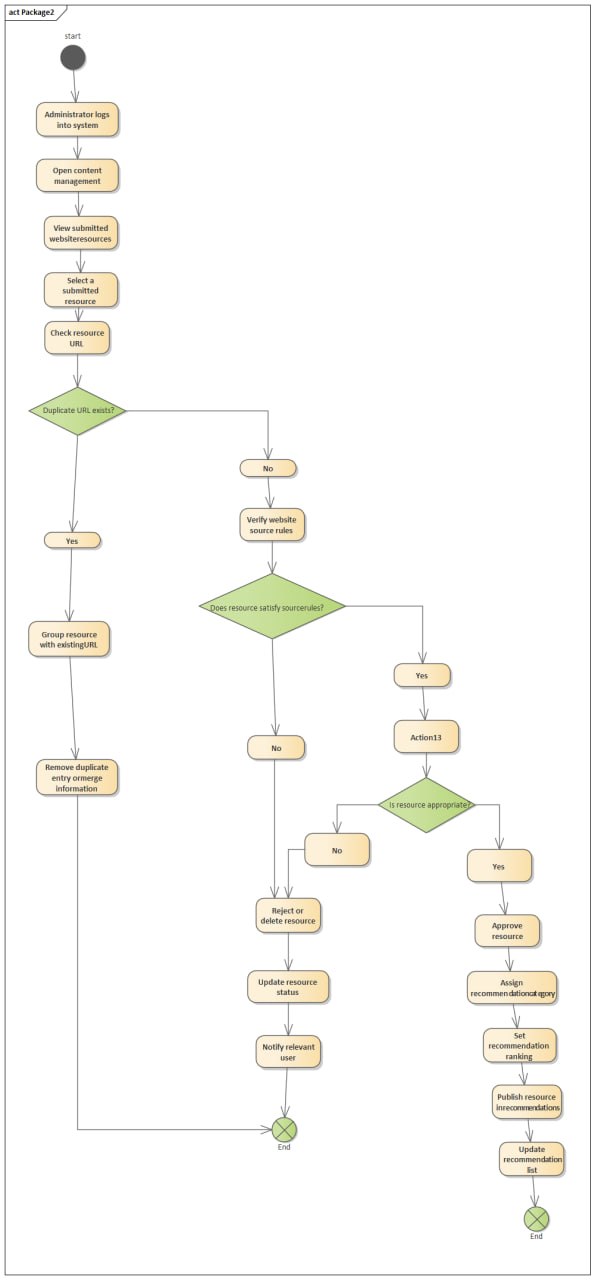 act Package2
start
Administrator logs
into system
Open content
management
View submitted
websiteresources
Select a
submitted
resource
Check resource
URL
Duplicate URL exists?
No
Verify website
source rules
Yes
Does resource satisfy sourcerules?
Group resource
with existingURL
Yes
No
Action13
Remove duplicate
entry ormerge
information
Is resource appropriate?
No
Yes
Reject or
delete resource
Approve
resource
Update resource
status
Assign
recommendationcategory
Set
recommendation
ranking
Notify relevant
user
Publish resource
inrecommendations
End
Update
recommendation
list
End